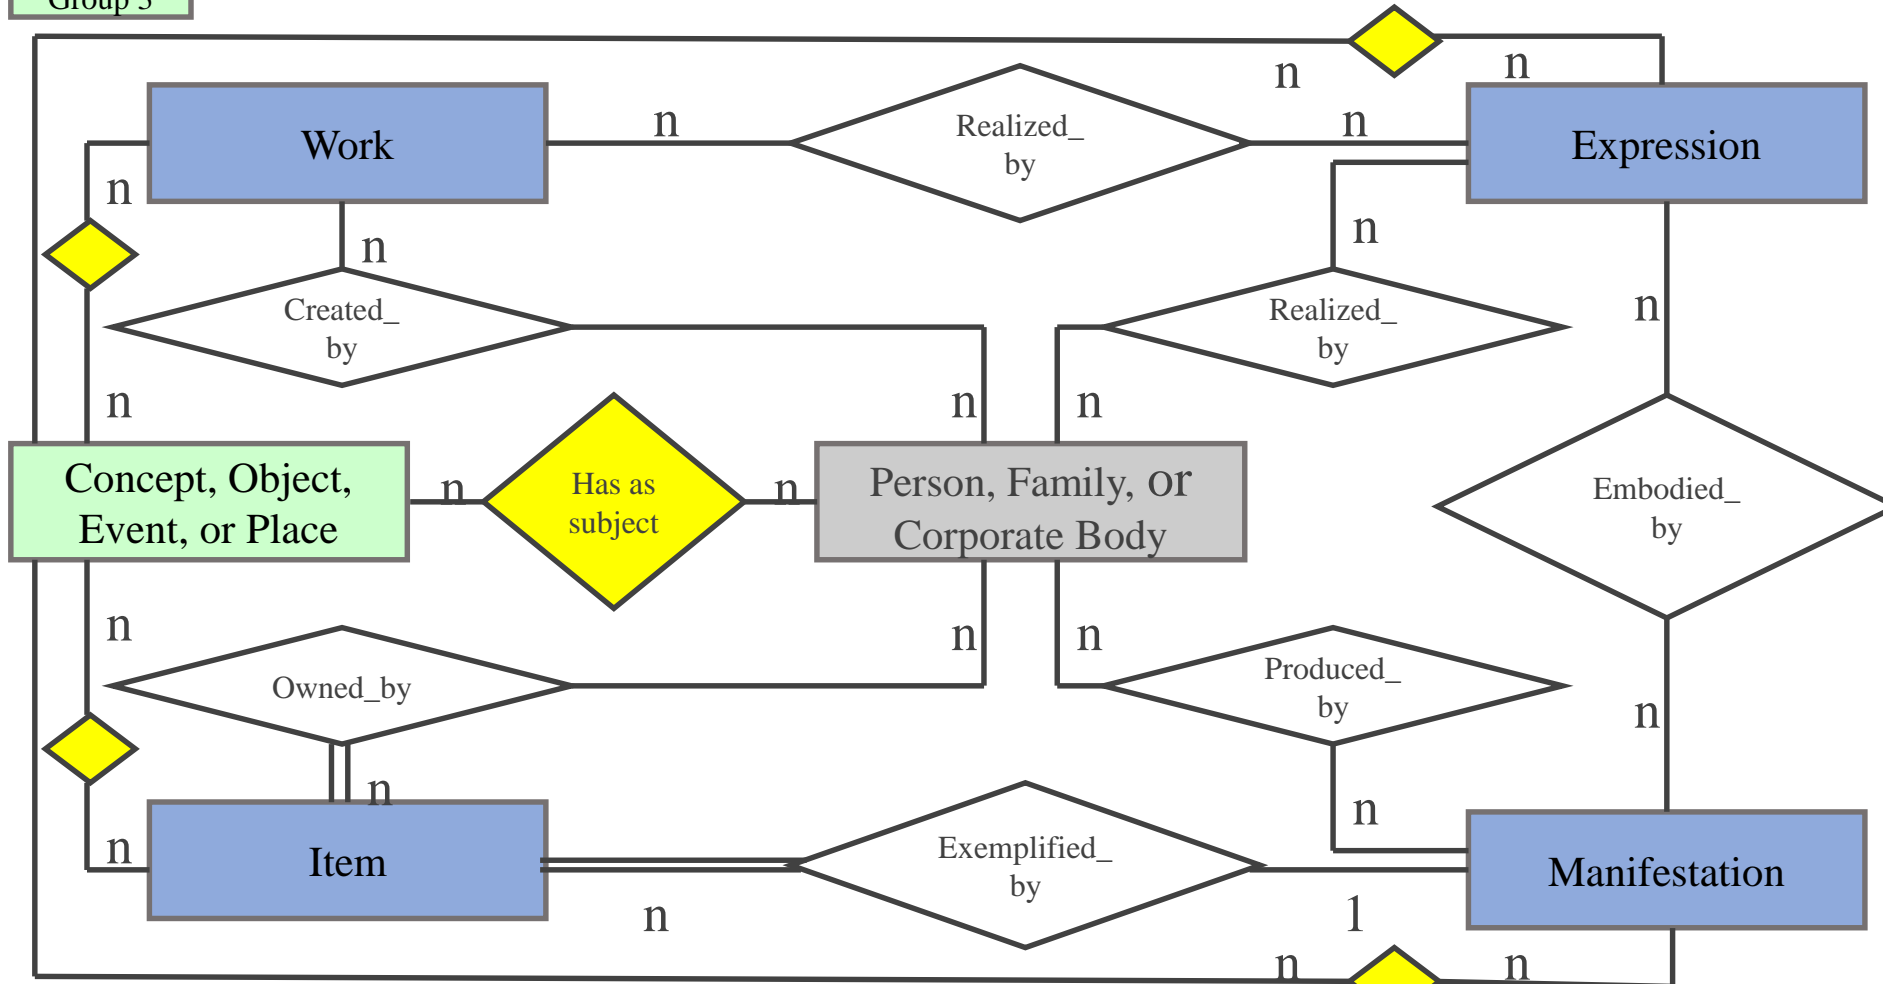 Group 3
n
n
Work
n
Realized_
by
n
Expression
n
n
n
n
Created_
by
Realized_
by
n
n
n
n
Concept, Object,
Event, or Place
n
Has as
subject
n
Person, Family, or
Corporate Body
Embodied_
by
n
n
n
Owned_by
Produced_
by
n
n
n
n
Item
Exemplified_
by
Manifestation
n
1
n
n